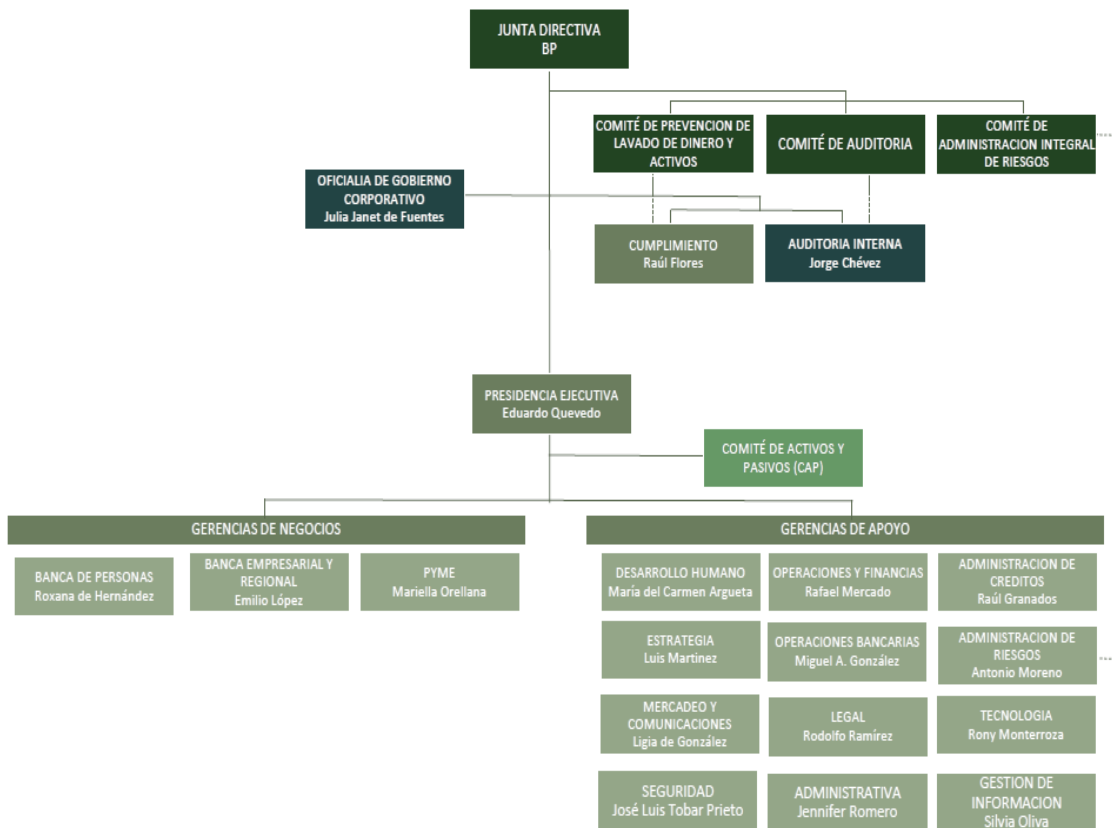 JUNTA DIRECTIVA
BP
COMITÉ DE PREVENCION DE
LAVADO DE DINERO Y
ACTIVOS
COMITÉ DE AUDITORIA
COMITÉ DE
ADMINISTRACION INTEGRAL
DE RIESGOS
OFICIALIA DE GOBIERNO
CORPORATIVO
Julia Janet de Fuentes
CUMPLIMIENTO
Raúl Flores
AUDITORIA INTERNA
Jorge Chévez
PRESIDENCIA EJECUTIVA
Eduardo Quevedo
COMITÉ DE ACTIVOS Y
PASIVOS (CAP)
GERENCIAS DE NEGOCIOS
BANCA DE PERSONAS
Roxana de Hernández
BANCA EMPRESARIAL Y
REGIONAL
Emilio López
PYME
Mariella Orellana
GERENCIAS DE APOYO
DESARROLLO HUMANO
María del Carmen Argueta
OPERACIONES Y FINANCIAS
Rafael Mercado
ADMINISTRACION DE
CREDITOS
Raúl Granados
ESTRATEGIA
Luis Martinez
OPERACIONES BANCARIAS
Miguel A. González
ADMINISTRACION DE
RIESGOS
Antonio Moreno
MERCADEO Y
COMUNICACIONES
Ligia de González
LEGAL
Rodolfo Ramírez
TECNOLOGIA
Rony Monterroza
SEGURIDAD
José Luis Tobar Prieto
ADMINISTRATIVA
Jennifer Romero
GESTION DE
INFORMACION
Silvia Oliva